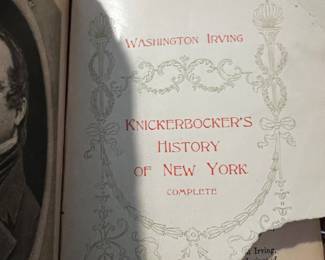 WASHINGTON IRVING
KNICKERBOCKER'S
HISTORY
OF NEW YORK
COMPLETE
Irving,